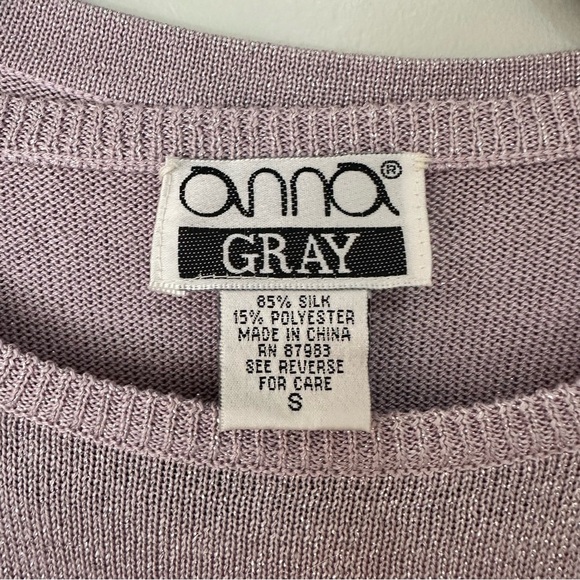 anna®
GRAY
85% SILK
15% POLYESTER
MADE IN CHINA
RN 87983
SEE REVERSE
FOR CARE
S